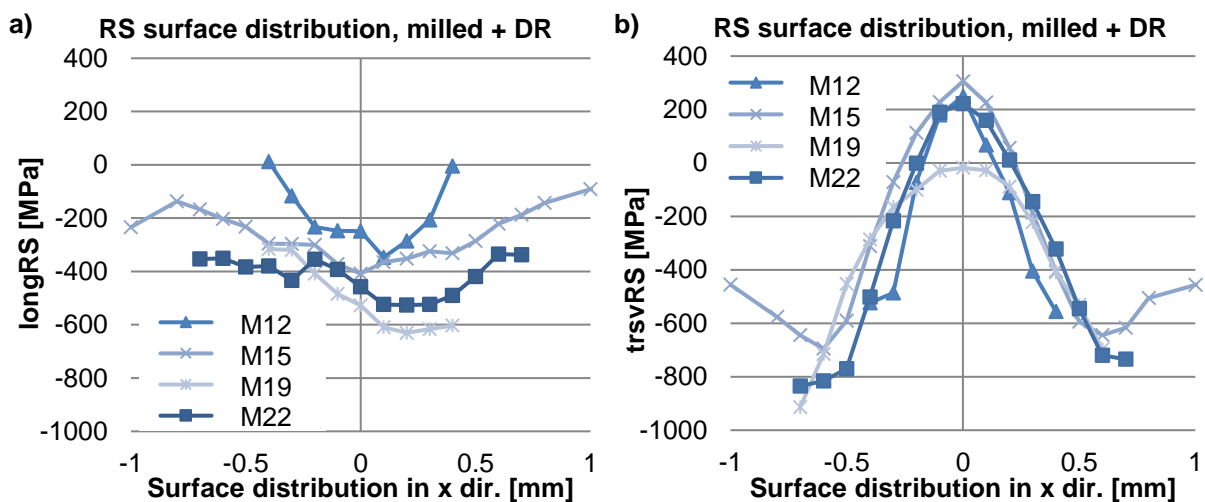 a) RS surface distribution, milled + DR
400
200
0
-200
-400
-600
-800
-1000
longRS [MPa]
M12
M15
M19
M22
-1 -0.5 0 0.5 1
Surface distribution in x dir. [mm]
b) RS surface distribution, milled + DR
400
200
0
-200
-400
-600
-800
-1000
trsvRS [MPa]
M12
M15
M19
M22
-1 -0.5 0 0.5 1
Surface distribution in x dir. [mm]